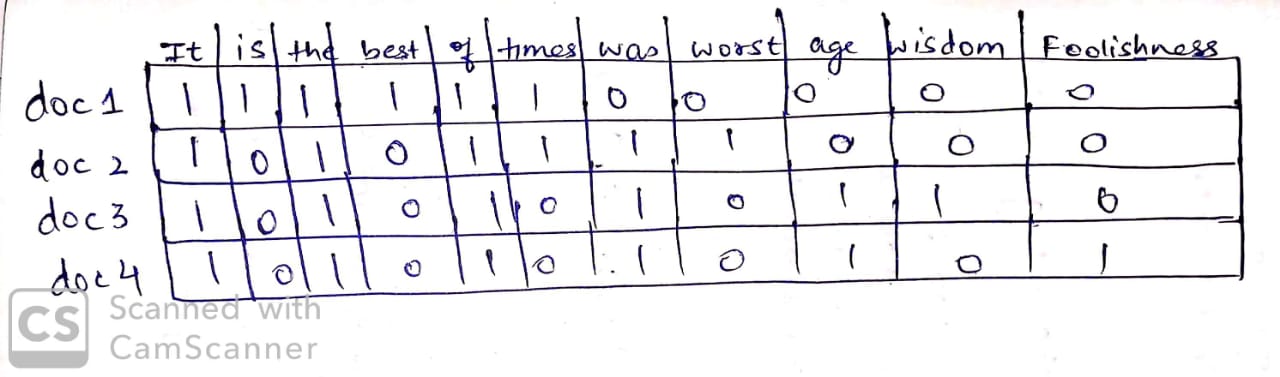 It is the best of times was worst age wisdom Foolishness
doc 1 1 1 1 1 1 1 0 0 0 0 0
doc 2 1 0 1 0 1 1 1 1 0 0 0
doc 3 1 0 1 0 1 0 1 0 1 1 0
doc 4 1 0 1 0 1 0 1 0 1 0 1
CS Scanned with
CamScanner